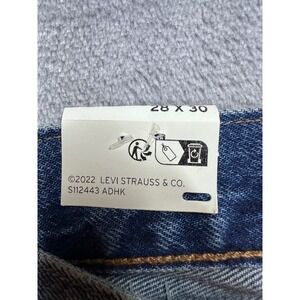 28 X 30
©2022 LEVI STRAUSS & CO.
S112443 ADHK